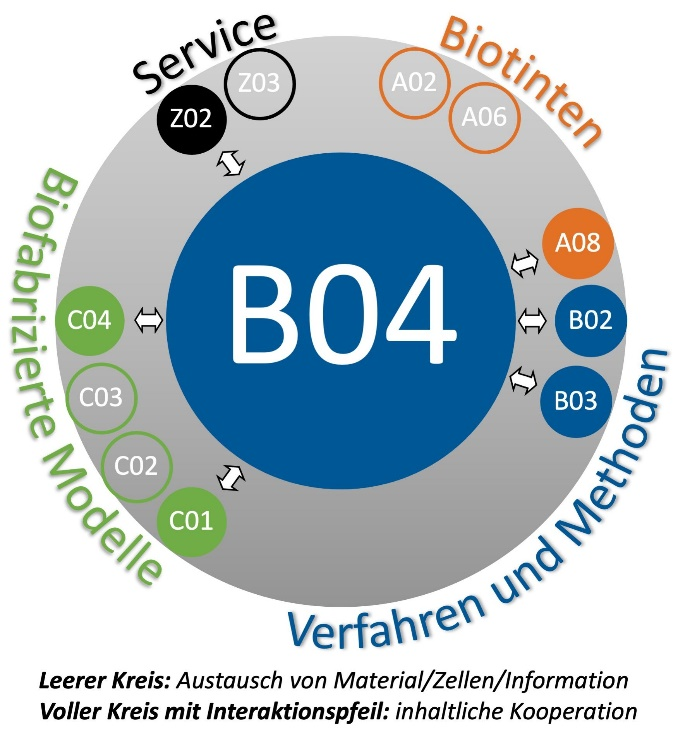 Service
Biotinten
Z03
Z02
A02
A06
Biofabrizierte Modelle
B04
A08
B02
B03
C04
C03
C02
C01
Verfahren und Methoden
Leerer Kreis: Austausch von Material/Zellen/Information
Voller Kreis mit Interaktionspfeil: inhaltliche Kooperation